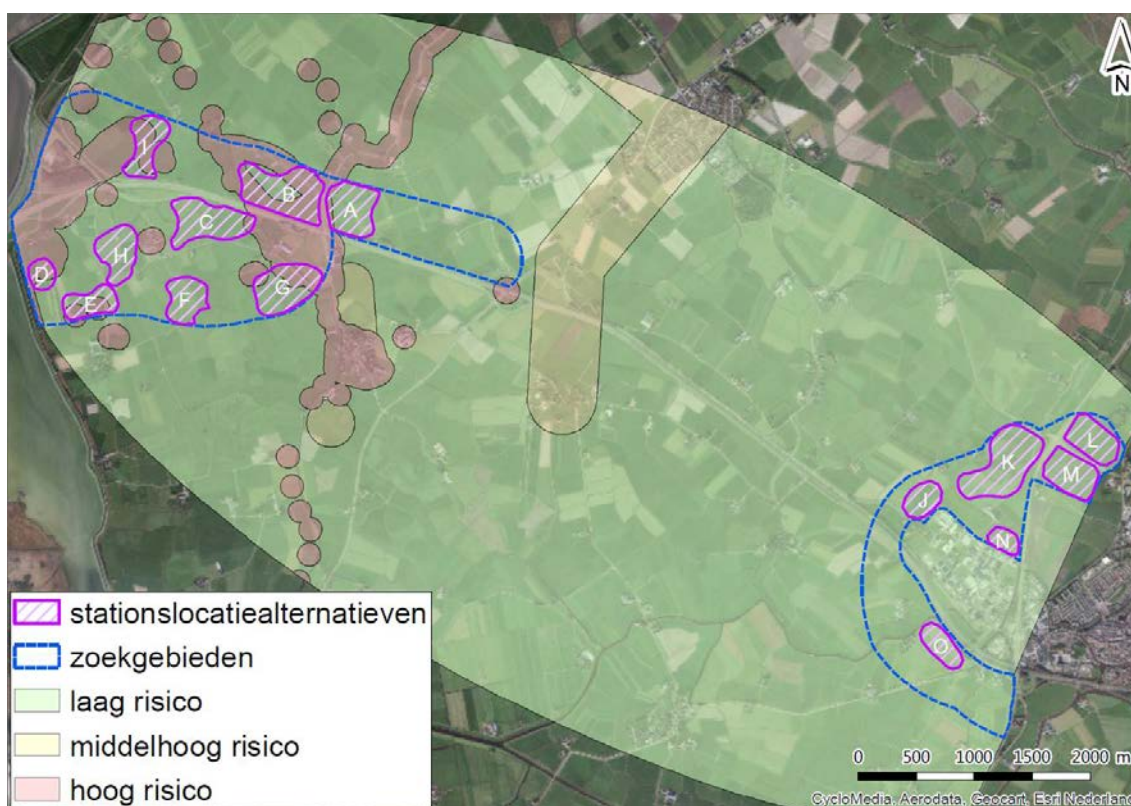 N
I
B
A
C
H
D
G
E
F
L
K
M
J
N
O
stationslocatiealternatieven
zoekgebieden
laag risico
middelhoog risico
hoog risico
0 500 1000 1500 2000 m
CycloMedia, Aerodata, Geocart, Esri Nederland